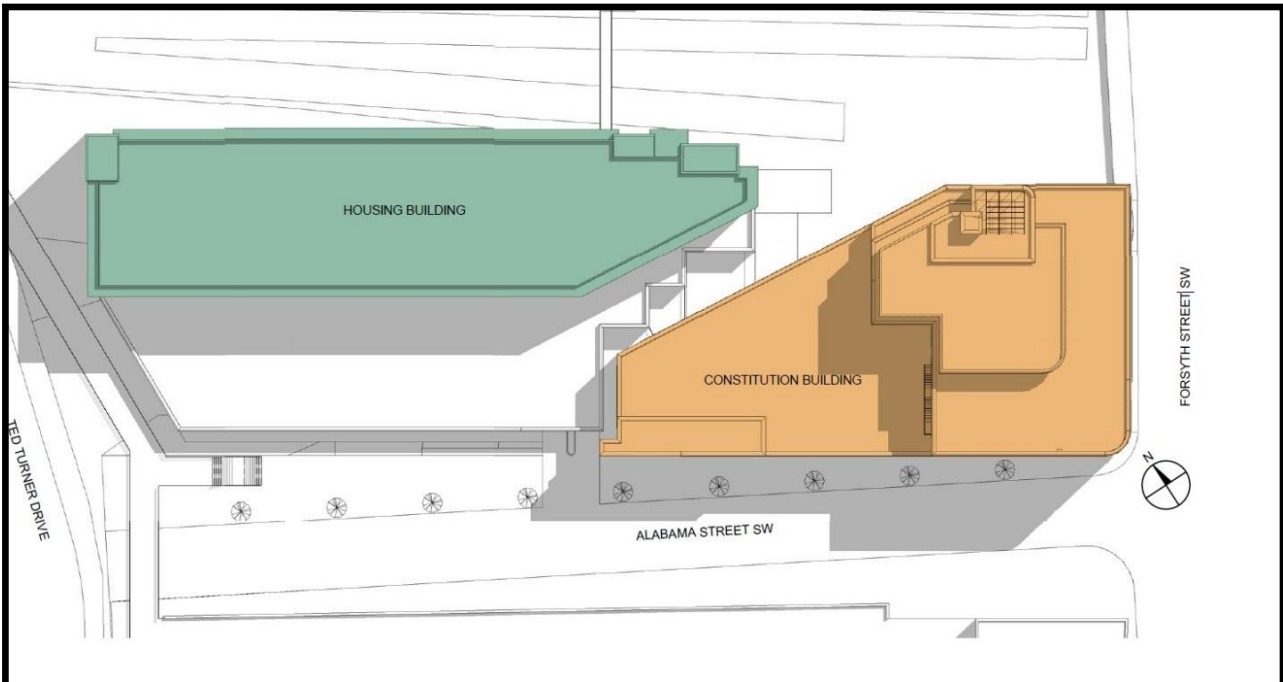 HOUSING BUILDING
CONSTITUTION BUILDING
FORSYTH STREET SW
TED TURNER DRIVE
N
ALABAMA STREET SW